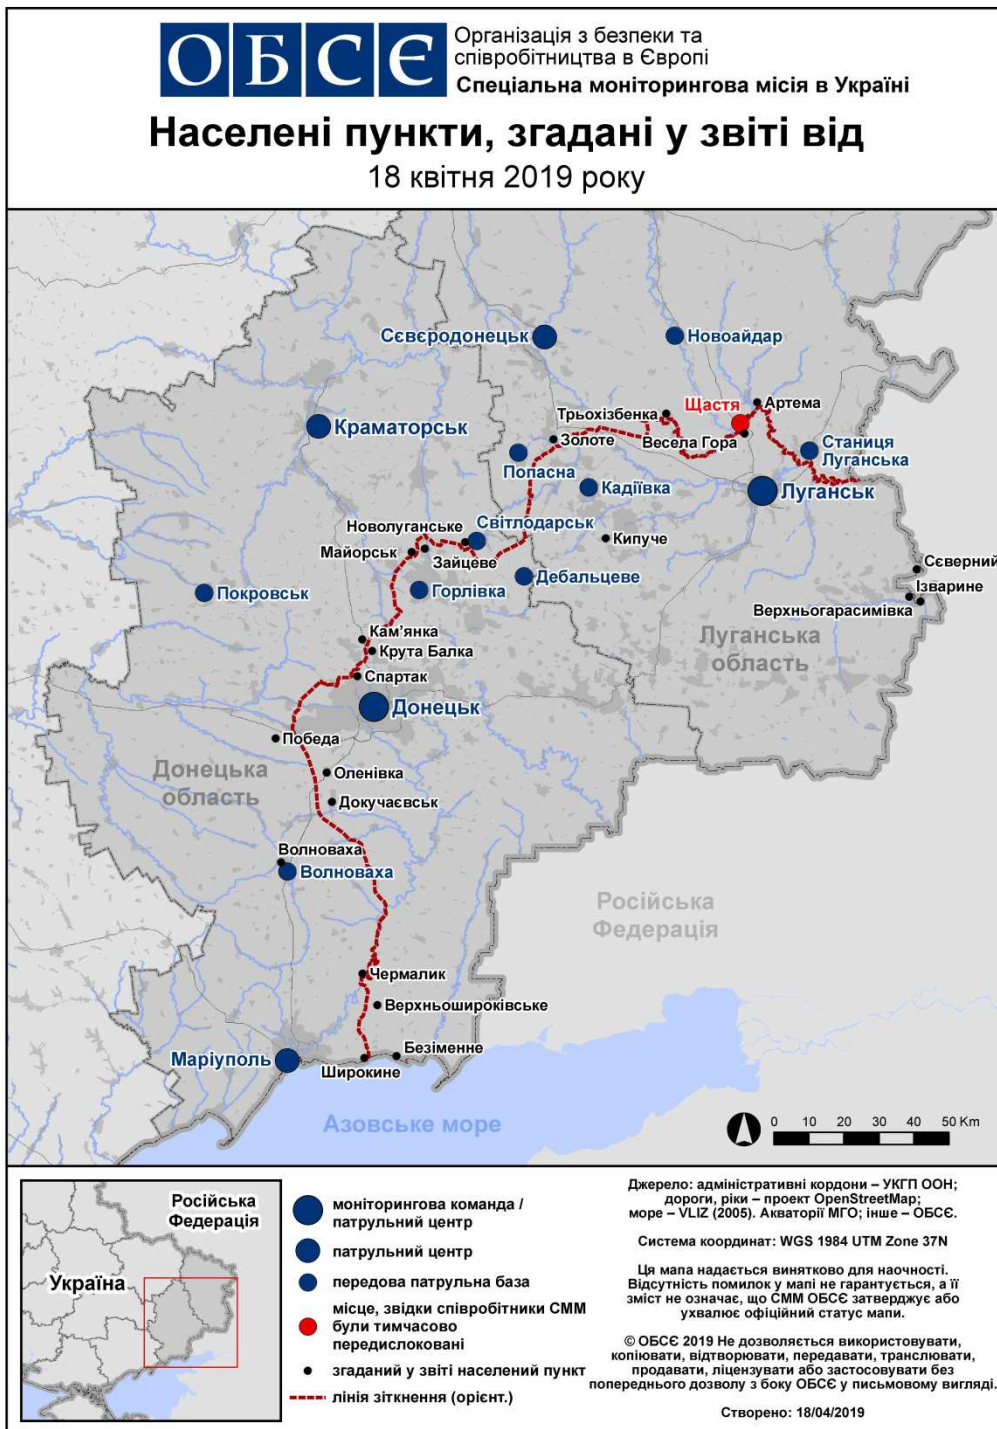 ОБСЄ
Організація з безпеки та
співробітництва в Європі
Спеціальна моніторингова місія в Україні
Населені пункти, згадані у звіті від
18 квітня 2019 року
Сєвєродонецьк
Новоайдар
Щастя
Артема
Трьохізбенка
Краматорськ
Золоте
Весела Гора
Станиця
Луганська
Попасна
Кадіївка
Луганськ
Новолуганське
Світлодарськ
Майорськ
Зайцеве
Кипуче
Сєверний
Дебальцеве
Ізварине
Покровськ
Горлівка
Верхньогарасимівка
Кам’янка
Луганська
область
Крута Балка
Спартак
Донецьк
Победа
Донецька
область
Оленівка
Докучаєвськ
Волноваха
Волноваха
Російська
Федерація
Чермалик
Верхньошироківське
Безіменне
Маріуполь
Широкине
Азовське море
0 10 20 30 40 50 Km
Російська
Федерація
Україна
моніторингова команда /
патрульний центр
патрульний центр
передова патрульна база
місце, звідки співробітники СММ
були тимчасово
передислоковані
згаданий у звіті населений пункт
лінія зіткнення (орієнт.)
Джерело: адміністративні кордони – УКГП ООН;
дороги, ріки – проект OpenStreetMap;
море – VLIZ (2005). Акваторії МГО; інше – ОБСЄ.
Система координат: WGS 1984 UTM Zone 37N
Ця мапа надається винятково для наочності.
Відсутність помилок у мапі не гарантується, а її
зміст не означає, що СММ ОБСЄ затверджує або
ухвалює офіційний статус мапи.
© ОБСЄ 2019 Не дозволяється використовувати,
копіювати, відтворювати, передавати, транслювати,
продавати, ліцензувати або застосовувати без
попереднього дозволу з боку ОБСЄ у письмовому вигляді.
Створено: 18/04/2019